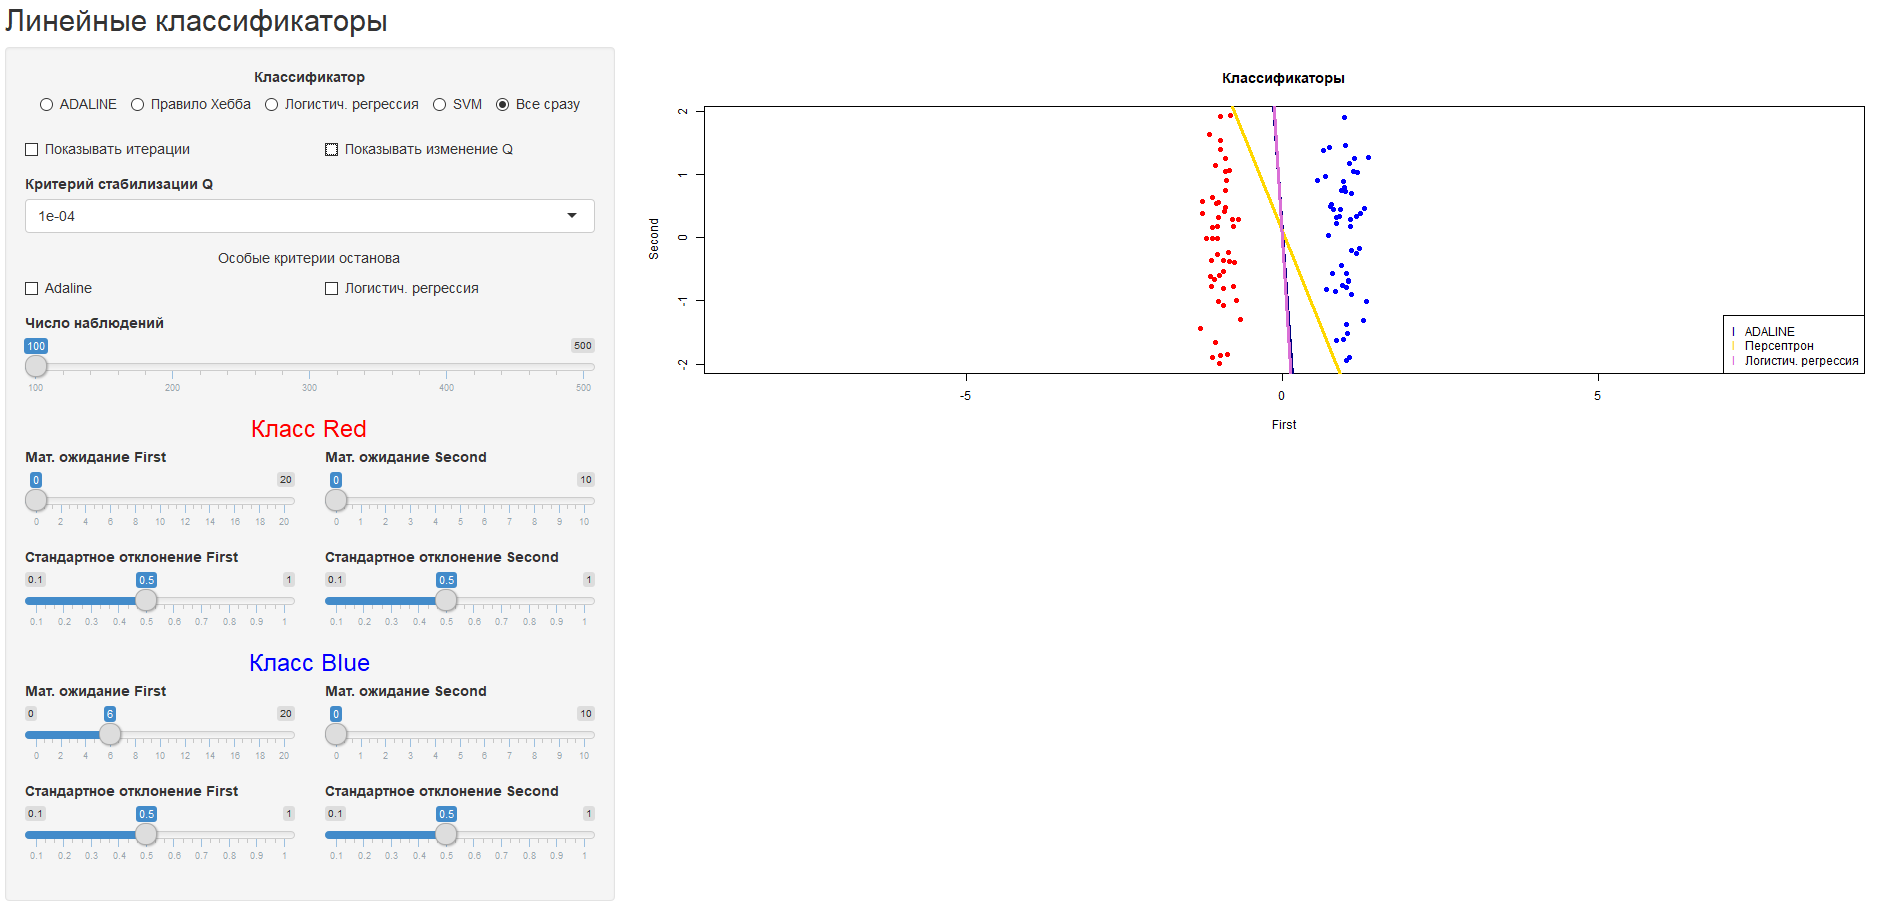 Линейные классификаторы
Классификатор
ADALINE Правило Хебба Логистич. регрессия SVM Все сразу
Показывать итерации Показывать изменение Q
Критерий стабилизации Q
1e-04
Особые критерии останова
Adaline Логистич. регрессия
Число наблюдений
100 500
100 200 300 400 500
Класс Red
Мат. ожидание First Мат. ожидание Second
0 20 0 10
0 2 4 6 8 10 12 14 16 18 20 0 1 2 3 4 5 6 7 8 9 10
Стандартное отклонение First Стандартное отклонение Second
0.1 0.5 1 0.1 0.5 1
0.1 0.2 0.3 0.4 0.5 0.6 0.7 0.8 0.9 1 0.1 0.2 0.3 0.4 0.5 0.6 0.7 0.8 0.9 1
Класс Blue
Мат. ожидание First Мат. ожидание Second
0 6 20 0 10
0 2 4 6 8 10 12 14 16 18 20 0 1 2 3 4 5 6 7 8 9 10
Стандартное отклонение First Стандартное отклонение Second
0.1 0.5 1 0.1 0.5 1
0.1 0.2 0.3 0.4 0.5 0.6 0.7 0.8 0.9 1 0.1 0.2 0.3 0.4 0.5 0.6 0.7 0.8 0.9 1
Классификаторы
Second
2
1
0
-1
-2
ADALINE
Персептрон
Логистич. регрессия
-5 0 5
First